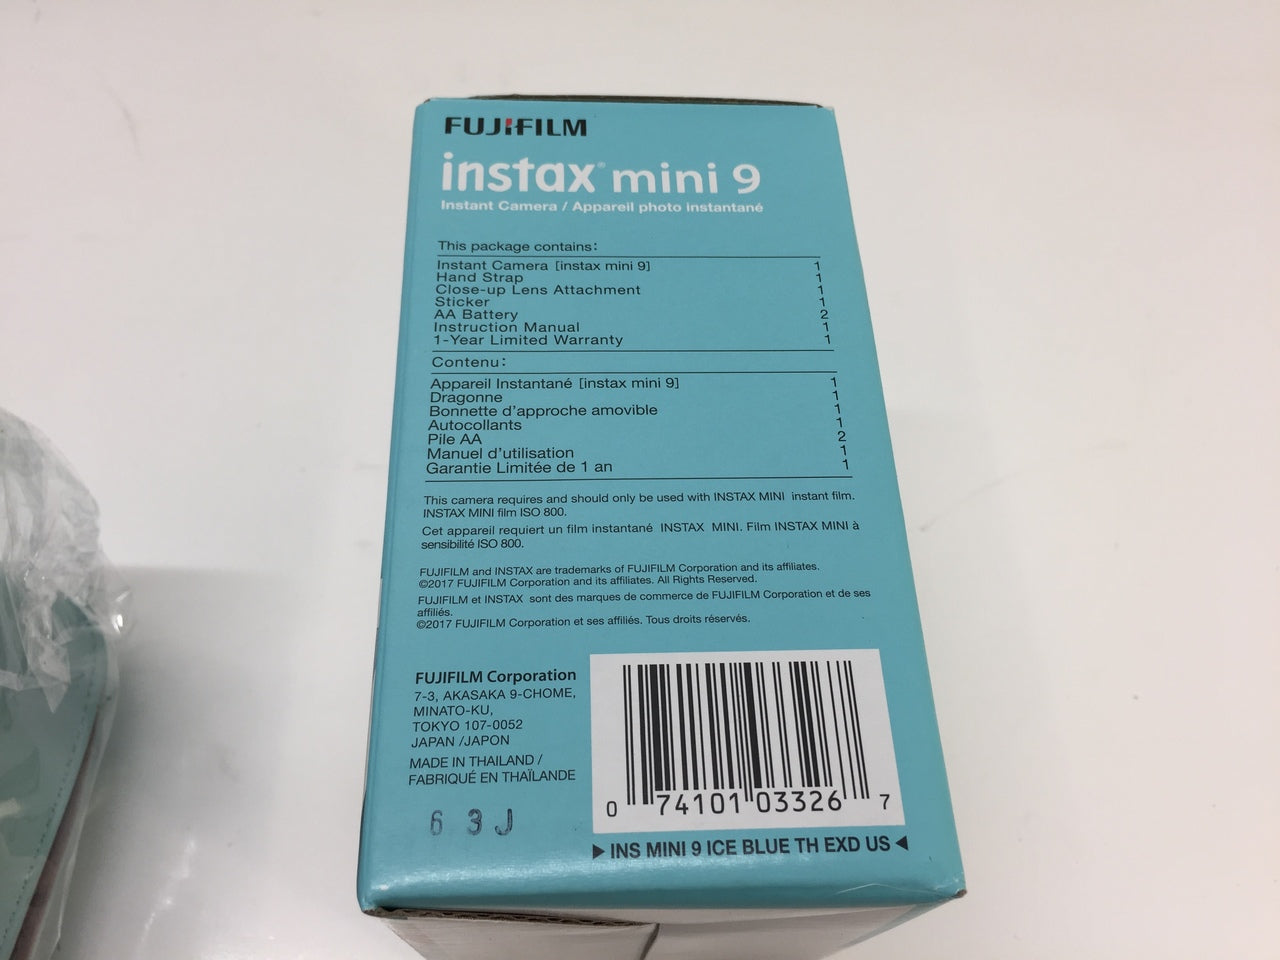 FUJIFILM
instax® mini 9
Instant Camera / Appareil photo instantané
This package contains:
Instant Camera [instax mini 9] 1
Hand Strap 1
Close-up Lens Attachment 1
Sticker 1
AA Battery 2
Instruction Manual 1
1-Year Limited Warranty 1
Contenu:
Appareil Instantané [instax mini 9] 1
Dragonne 1
Bonnette d'approche amovible 1
Autocollants 1
Pile AA 2
Manuel d'utilisation 1
Garantie Limitée de 1 an 1
This camera requires and should only be used with INSTAX MINI instant film.
INSTAX MINI film ISO 800.
Cet appareil requiert un film instantané INSTAX MINI. Film INSTAX MINI à
sensibilité ISO 800.
FUJIFILM and INSTAX are trademarks of FUJIFILM Corporation and its affiliates.
©2017 FUJIFILM Corporation and its affiliates. All Rights Reserved.
FUJIFILM et INSTAX sont des marques de commerce de FUJIFILM Corporation et de ses
affiliés.
©2017 FUJIFILM Corporation et ses affiliés. Tous droits réservés.
FUJIFILM Corporation
7-3, AKASAKA 9-CHOME,
MINATO-KU,
TOKYO 107-0052
JAPAN /JAPON
MADE IN THAILAND /
FABRIQUÉ EN THAÏLANDE
63J
0 74101 03326 7
▶ INS MINI 9 ICE BLUE TH EXD US ◀